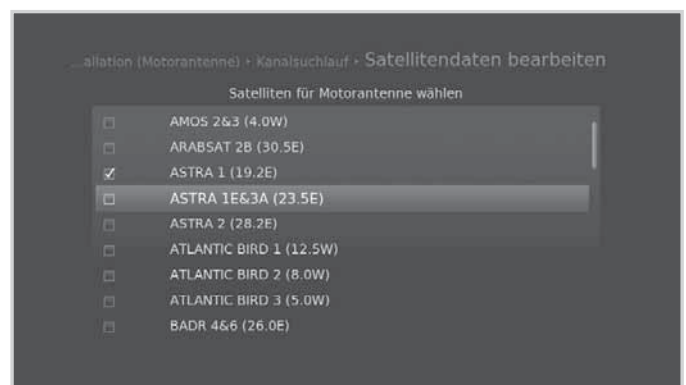 ...allation (Motorantenne) ‣ Kanalsuchlauf ‣ Satellitendaten bearbeiten
Satelliten für Motorantenne wählen
AMOS 2&3 (4.0W)
ARABSAT 2B (30.5E)
ASTRA 1 (19.2E)
ASTRA 1E&3A (23.5E)
ASTRA 2 (28.2E)
ATLANTIC BIRD 1 (12.5W)
ATLANTIC BIRD 2 (8.0W)
ATLANTIC BIRD 3 (5.0W)
BADR 4&6 (26.0E)